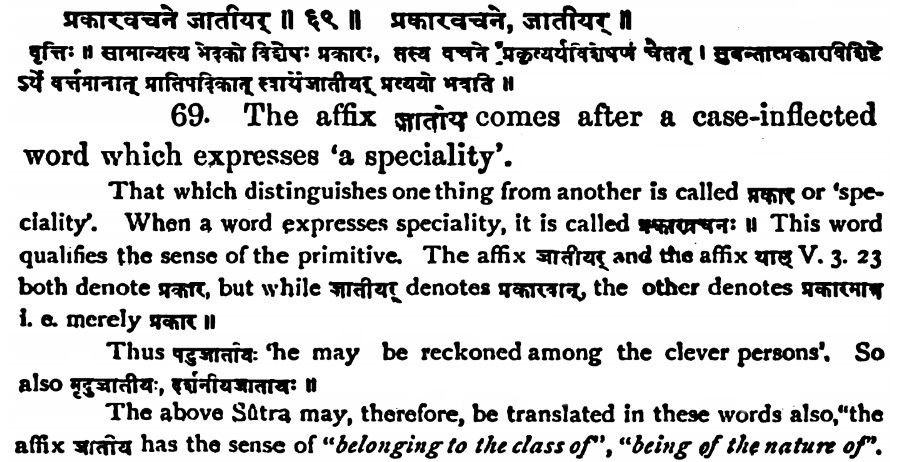 प्रकारवचने जातीयर् ॥ ६९ ॥ प्रकारवचने, जातीयर् ॥
वृत्तिः ॥ सामान्यस्य भेदको विशेषः प्रकारः, तस्य वचने प्रकृत्यर्थविशेषणं चैतत् । सुबन्तात्प्रकारविशिष्टे
ऽर्थे वर्त्तमानात् प्रातिपदिकात् स्वार्थेजातीयर् प्रत्ययो भवति ॥
69. The affix जातीय comes after a case-inflected
word which expresses ‘a speciality’.
That which distinguishes one thing from another is called प्रकार or ‘spe-
ciality’. When a word expresses speciality, it is called प्रकारवचनः ॥ This word
qualifies the sense of the primitive. The affix जातीयर् and the affix थाल् V. 3. 23
both denote प्रकार, but while जातीयर् denotes प्रकारवान्, the other denotes प्रकारमात्र
i. e. merely प्रकार ॥
Thus पटुजातीयः ‘he may be reckoned among the clever persons’. So
also मृदुजातीयः, दर्शनीयजातीयः ॥
The above Sûtra may, therefore, be translated in these words also,“the
affix जातीय has the sense of “belonging to the class of”, “being of the nature of”.